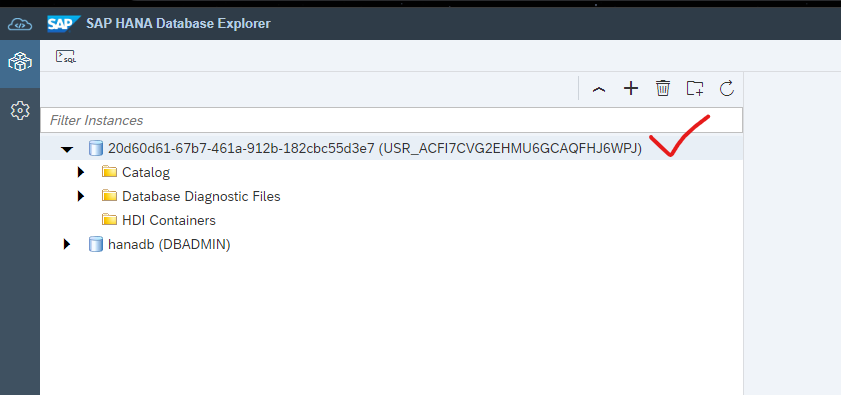 SAP SAP HANA Database Explorer
SQL
Filter Instances
20d60d61-67b7-461a-912b-182cbc55d3e7 (USR_ACFI7CVG2EHMU6GCAQFHJ6WPJ)
Catalog
Database Diagnostic Files
HDI Containers
hanadb (DBADMIN)